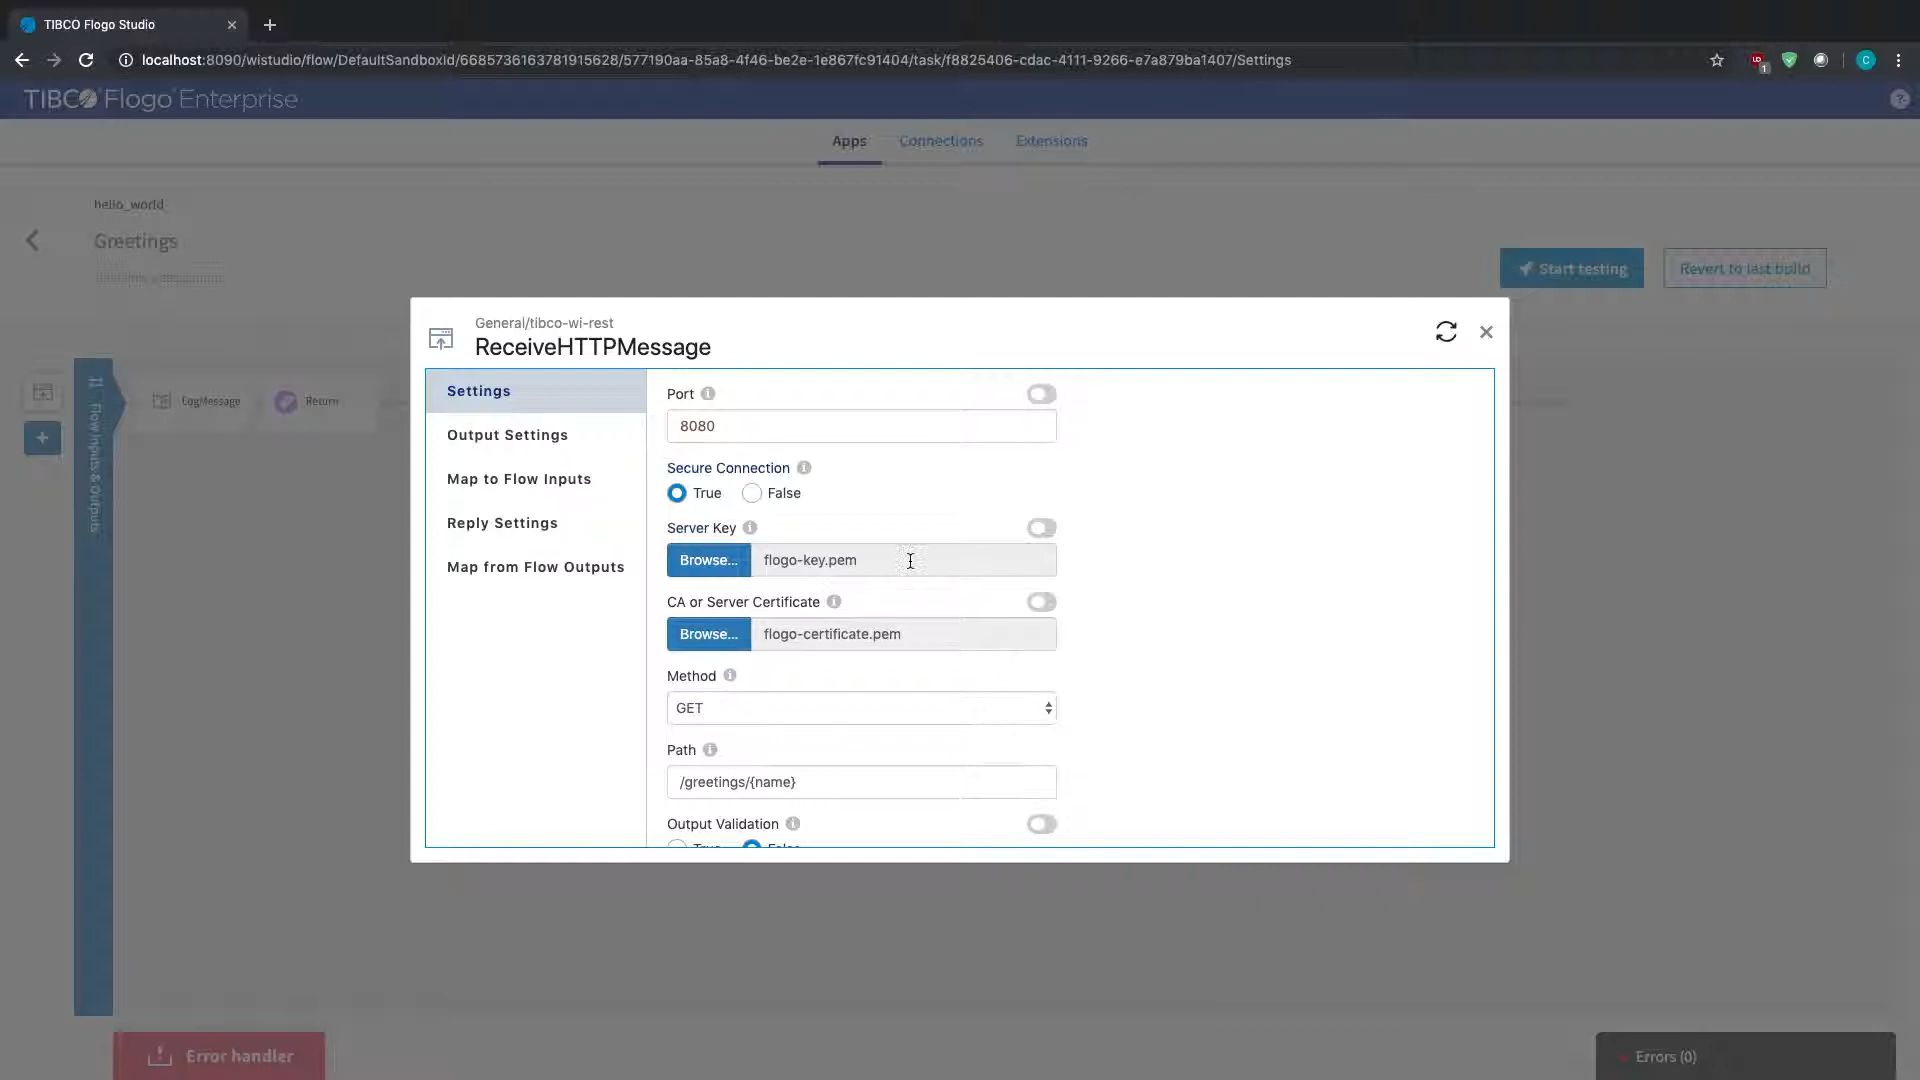 TIBCO Flogo Studio
localhost:8090/wistudio/flow/DefaultSandboxId/6685736163781915628/577190aa-85a8-4f46-be2e-1e867fc91404/task/f8825406-cdac-4111-9266-e7a879ba1407/Settings
1
C
TIBCO Flogo® Enterprise
?
Apps
Connections
Extensions
hello_world
Greetings
Start testing
Revert to last build
General/tibco-wi-rest
ReceiveHTTPMessage
Settings
Output Settings
Map to Flow Inputs
Reply Settings
Map from Flow Outputs
Port
8080
Secure Connection
True
False
Server Key
Browse...
flogo-key.pem
CA or Server Certificate
Browse...
flogo-certificate.pem
Method
GET
Path
/greetings/{name}
Output Validation
True
False
Flow Inputs & Outputs
LogMessage
Return
Error handler
Errors (0)